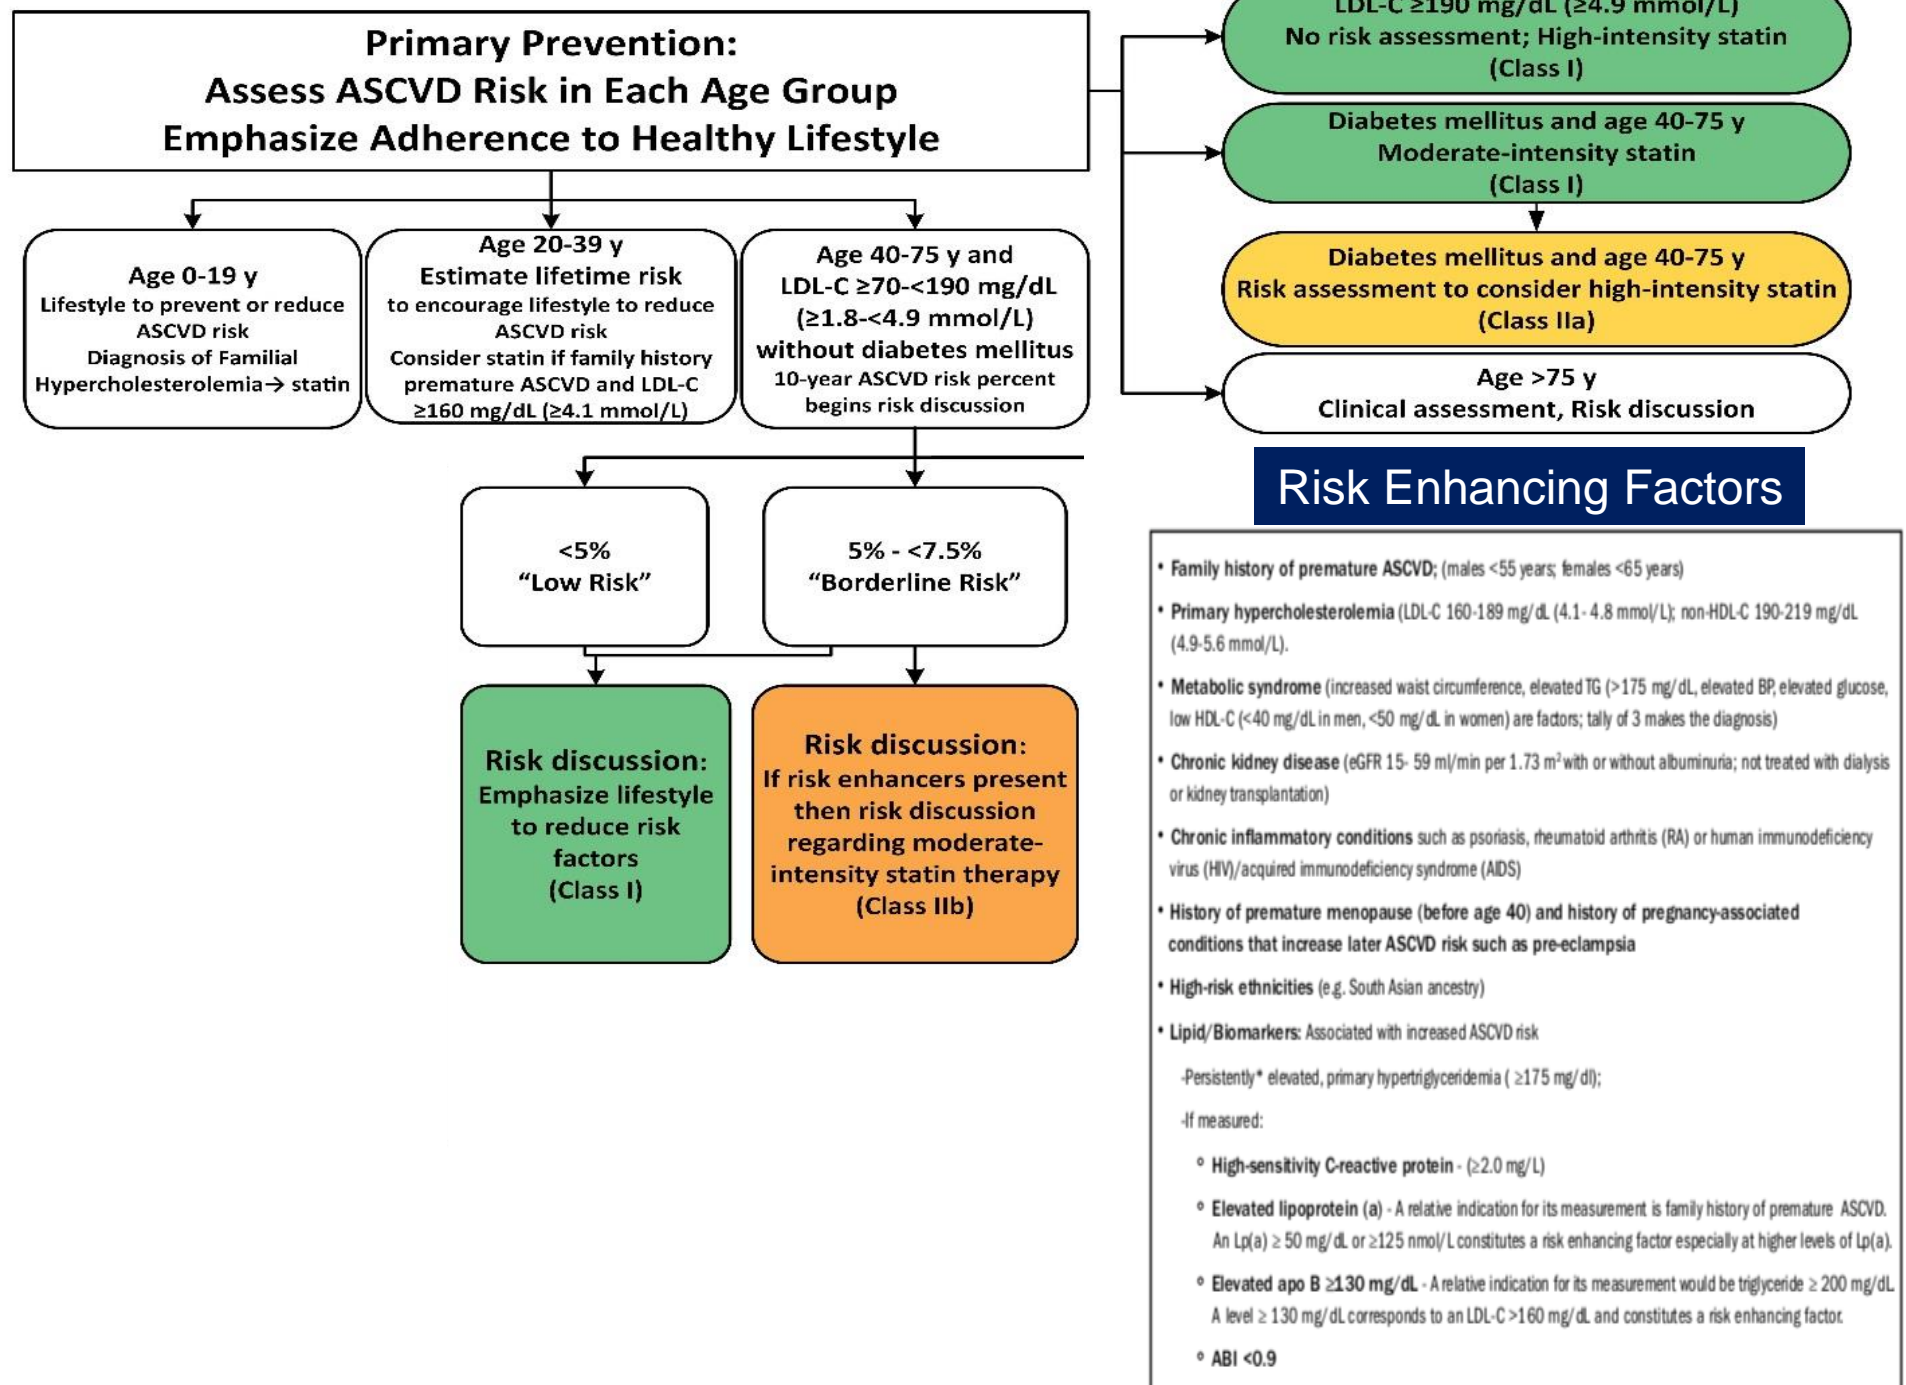 Primary Prevention:
Assess ASCVD Risk in Each Age Group
Emphasize Adherence to Healthy Lifestyle
LDL-C ≥190 mg/dL (≥4.9 mmol/L)
No risk assessment; High-intensity statin
(Class I)
Diabetes mellitus and age 40-75 y
Moderate-intensity statin
(Class I)
Diabetes mellitus and age 40-75 y
Risk assessment to consider high-intensity statin
(Class IIa)
Age >75 y
Clinical assessment, Risk discussion
Age 0-19 y
Lifestyle to prevent or reduce
ASCVD risk
Diagnosis of Familial
Hypercholesterolemia→ statin
Age 20-39 y
Estimate lifetime risk
to encourage lifestyle to reduce
ASCVD risk
Consider statin if family history
premature ASCVD and LDL-C
≥160 mg/dL (≥4.1 mmol/L)
Age 40-75 y and
LDL-C ≥70-<190 mg/dL
(≥1.8-<4.9 mmol/L)
without diabetes mellitus
10-year ASCVD risk percent
begins risk discussion
<5%
“Low Risk”
5% - <7.5%
“Borderline Risk”
Risk discussion:
Emphasize lifestyle
to reduce risk
factors
(Class I)
Risk discussion:
If risk enhancers present
then risk discussion
regarding moderate-
intensity statin therapy
(Class IIb)
Risk Enhancing Factors
• Family history of premature ASCVD; (males <55 years; females <65 years)
• Primary hypercholesterolemia (LDL-C 160-189 mg/dL (4.1- 4.8 mmol/L); non-HDL-C 190-219 mg/dL
(4.9-5.6 mmol/L).
• Metabolic syndrome (increased waist circumference, elevated TG (>175 mg/dL, elevated BP, elevated glucose,
low HDL-C (<40 mg/dL in men, <50 mg/dL in women) are factors; tally of 3 makes the diagnosis)
• Chronic kidney disease (eGFR 15- 59 ml/min per 1.73 m² with or without albuminuria; not treated with dialysis
or kidney transplantation)
• Chronic inflammatory conditions such as psoriasis, rheumatoid arthritis (RA) or human immunodeficiency
virus (HIV)/acquired immunodeficiency syndrome (AIDS)
• History of premature menopause (before age 40) and history of pregnancy-associated
conditions that increase later ASCVD risk such as pre-eclampsia
• High-risk ethnicities (e.g. South Asian ancestry)
• Lipid/Biomarkers: Associated with increased ASCVD risk
-Persistently* elevated, primary hypertriglyceridemia ( ≥175 mg/dl);
-If measured:
° High-sensitivity C-reactive protein - (≥2.0 mg/L)
° Elevated lipoprotein (a) - A relative indication for its measurement is family history of premature ASCVD.
An Lp(a) ≥ 50 mg/dL or ≥125 nmol/L constitutes a risk enhancing factor especially at higher levels of Lp(a).
° Elevated apo B ≥130 mg/dL - A relative indication for its measurement would be triglyceride ≥ 200 mg/dL
A level ≥ 130 mg/dL corresponds to an LDL-C >160 mg/dL and constitutes a risk enhancing factor.
° ABI <0.9